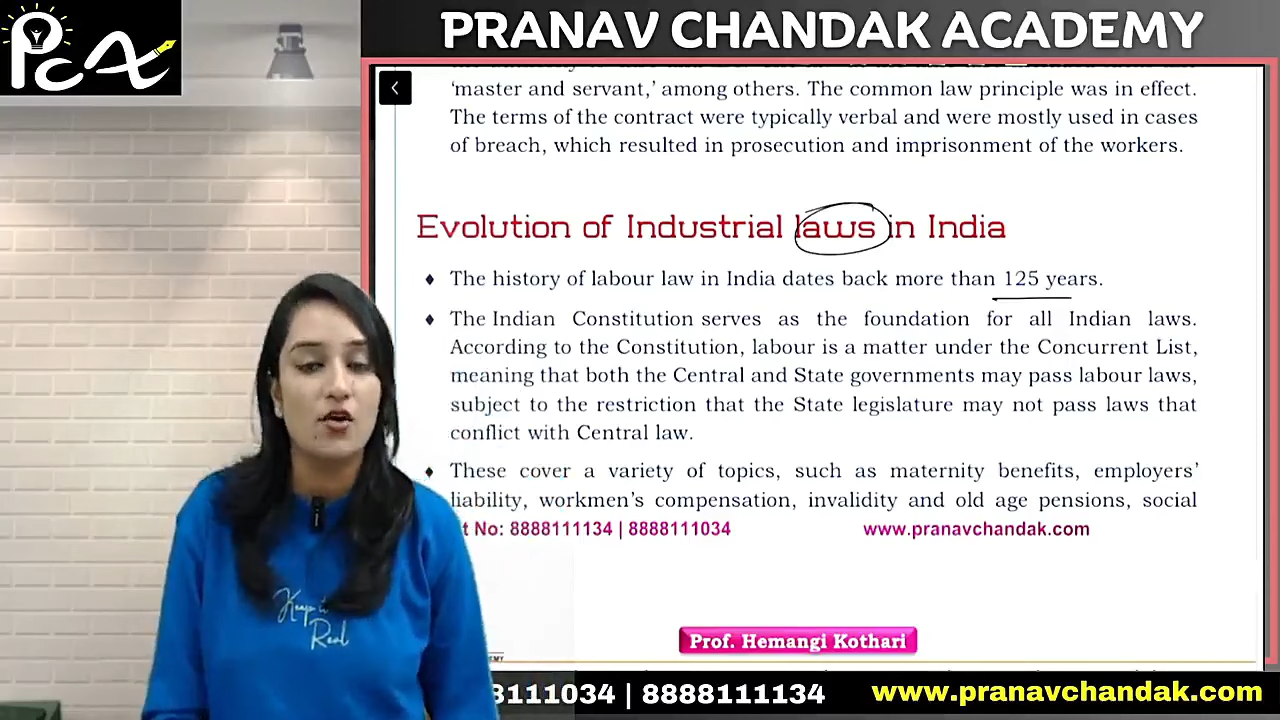 PCA
PRANAV CHANDAK ACADEMY
'master and servant,' among others. The common law principle was in effect.
The terms of the contract were typically verbal and were mostly used in cases
of breach, which resulted in prosecution and imprisonment of the workers.
Evolution of Industrial laws in India
♦ The history of labour law in India dates back more than 125 years.
♦ The Indian Constitution serves as the foundation for all Indian laws.
According to the Constitution, labour is a matter under the Concurrent List,
meaning that both the Central and State governments may pass labour laws,
subject to the restriction that the State legislature may not pass laws that
conflict with Central law.
♦ These cover a variety of topics, such as maternity benefits, employers'
liability, workmen's compensation, invalidity and old age pensions, social
t No: 8888111134 | 8888111034
www.pranavchandak.com
Keep it
Real
Prof. Hemangi Kothari
8111034 | 8888111134
www.pranavchandak.com